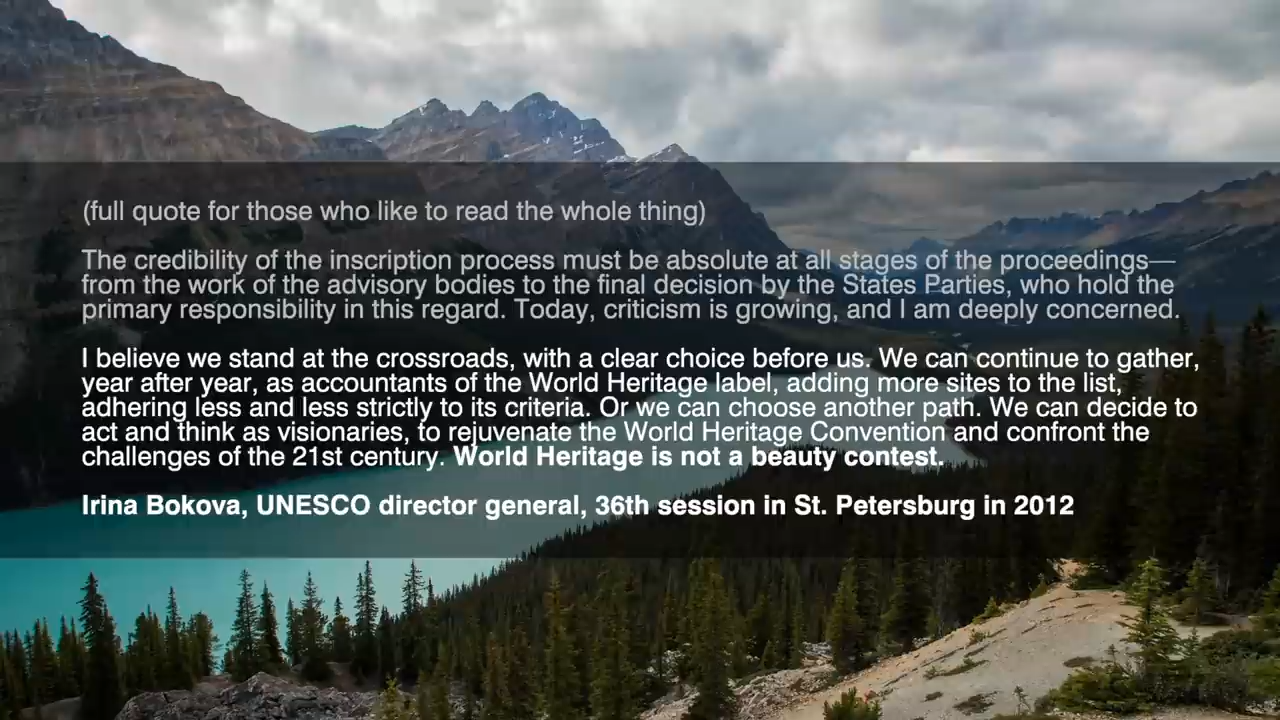 (full quote for those who like to read the whole thing)
The credibility of the inscription process must be absolute at all stages of the proceedings—
from the work of the advisory bodies to the final decision by the States Parties, who hold the
primary responsibility in this regard. Today, criticism is growing, and I am deeply concerned.
I believe we stand at the crossroads, with a clear choice before us. We can continue to gather,
year after year, as accountants of the World Heritage label, adding more sites to the list,
adhering less and less strictly to its criteria. Or we can choose another path. We can decide to
act and think as visionaries, to rejuvenate the World Heritage Convention and confront the
challenges of the 21st century. World Heritage is not a beauty contest.
Irina Bokova, UNESCO director general, 36th session in St. Petersburg in 2012